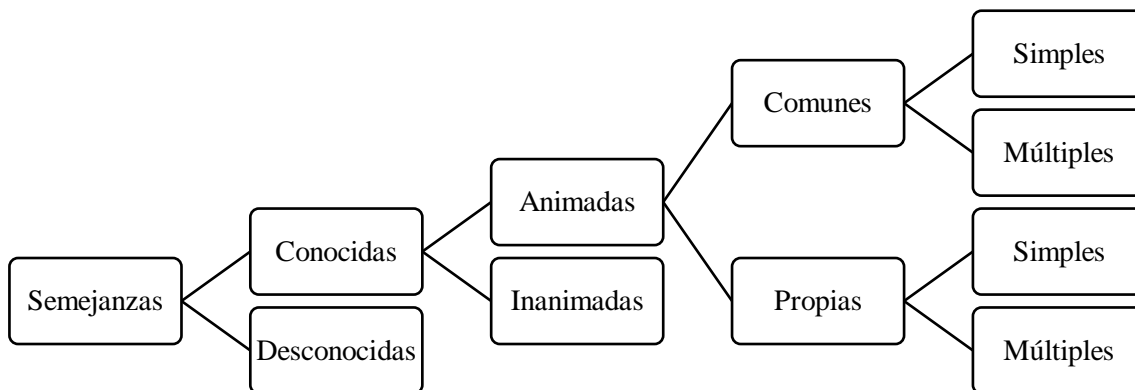 Simples
Comunes
Múltiples
Animadas
Conocidas
Simples
Semejanzas
Inanimadas
Propias
Desconocidas
Múltiples